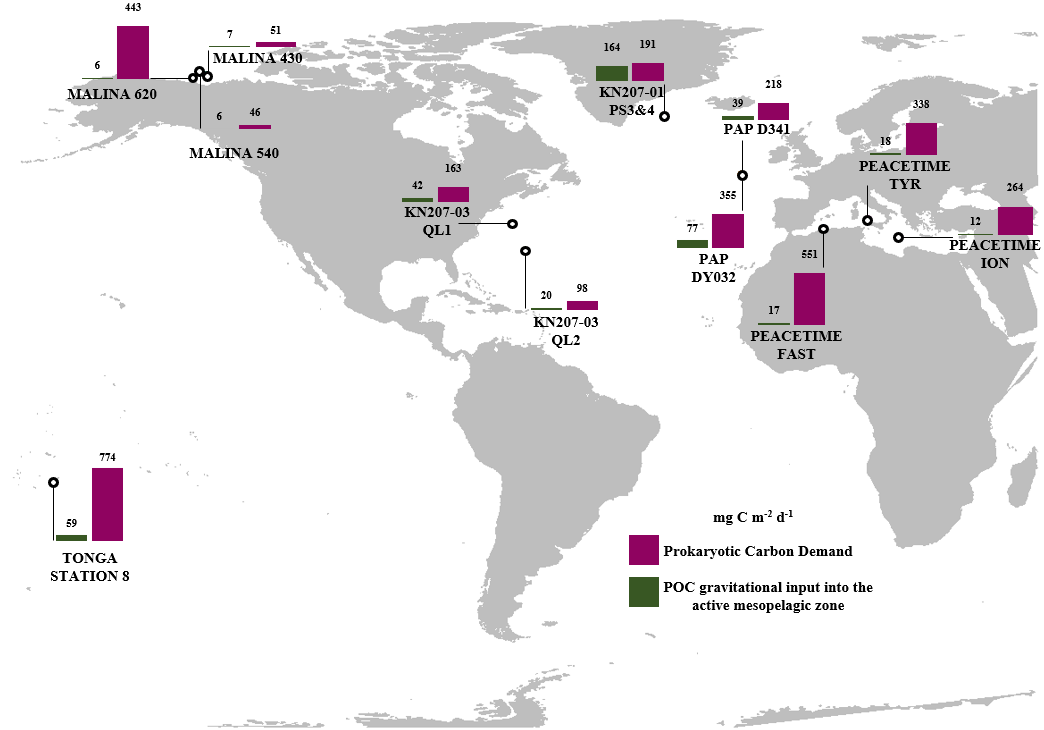 443
6
MALINA 620
7
51
MALINA 430
6
46
MALINA 540
164
191
KN207-01
PS3&4
39
218
PAP D341
18
338
PEACETIME
TYR
42
163
KN207-03
QL1
77
355
PAP
DY032
12
264
PEACETIME
ION
20
98
KN207-03
QL2
17
551
PEACETIME
FAST
59
774
TONGA
STATION 8
mg C m-2 d-1
Prokaryotic Carbon Demand
POC gravitational input into the
active mesopelagic zone